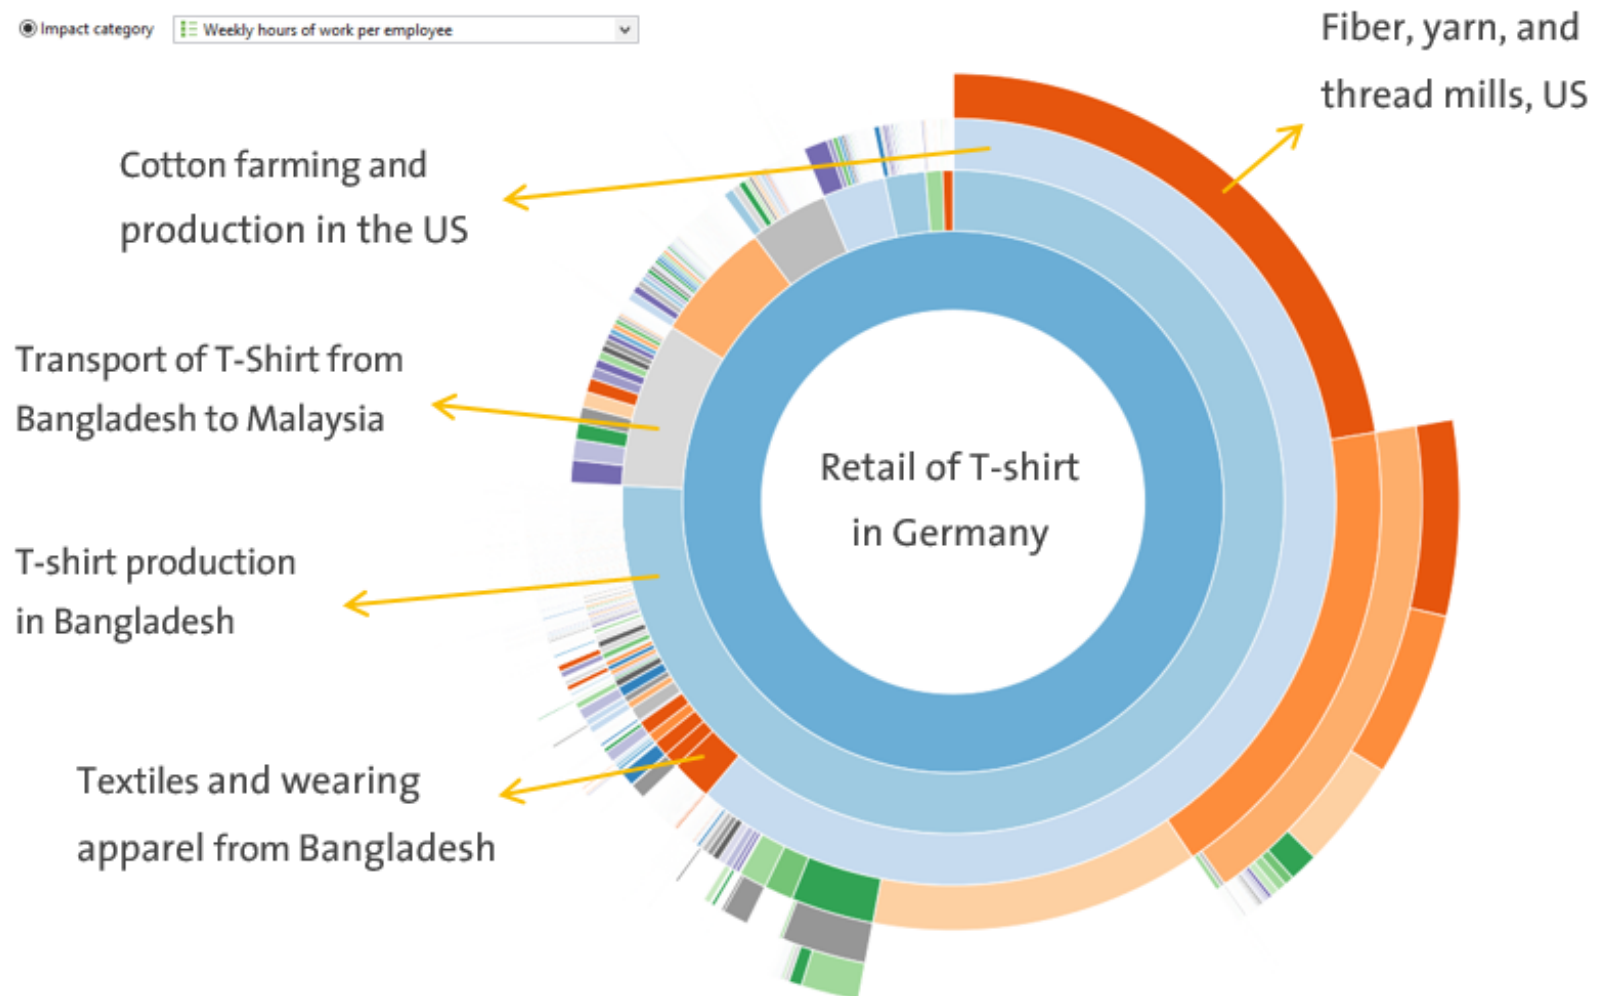 Impact category
Weekly hours of work per employee
Fiber, yarn, and
thread mills, US
Cotton farming and
production in the US
Transport of T-Shirt from
Bangladesh to Malaysia
Retail of T-shirt
in Germany
T-shirt production
in Bangladesh
Textiles and wearing
apparel from Bangladesh